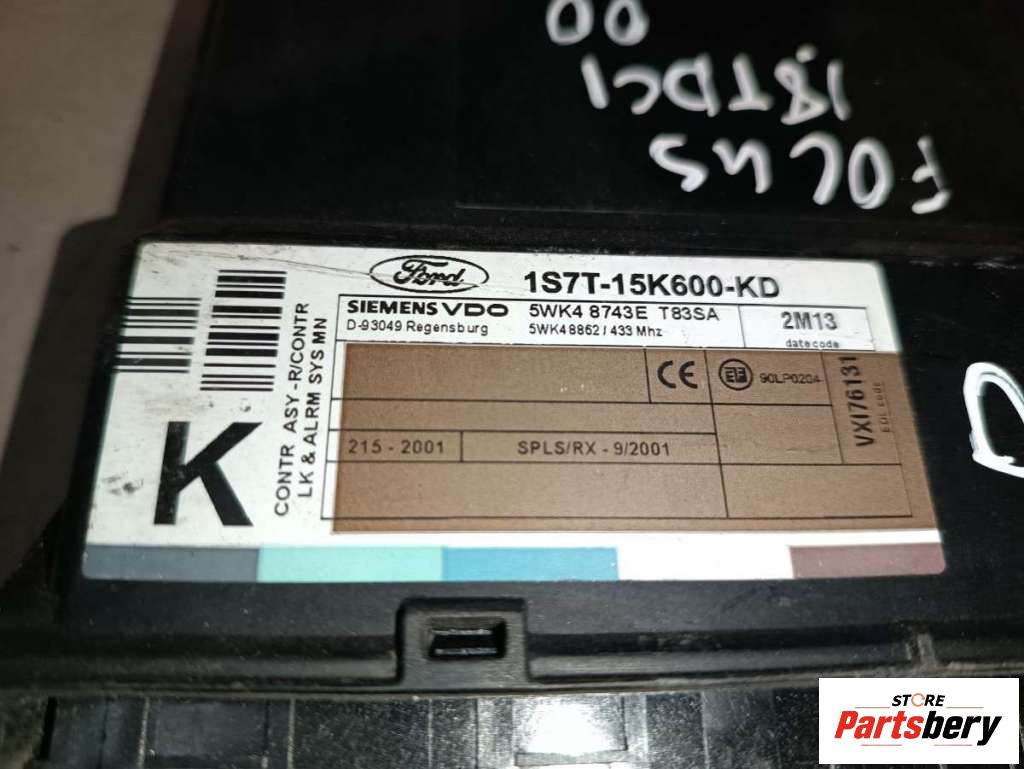 FOCUS
1.8TDCI
00
Ford
1S7T-15K600-KD
SIEMENS VDO
D-93049 Regensburg
5WK4 8743E T83SA
5WK4 8862 / 433 Mhz
2M13
datecode
CE
90LP0204
VXI76131
EOL CODE
215 - 2001
SPLS/RX - 9/2001
CONTR ASY -R/CONTR
LK & ALRM SYS MN
K
STORE
Partsbery